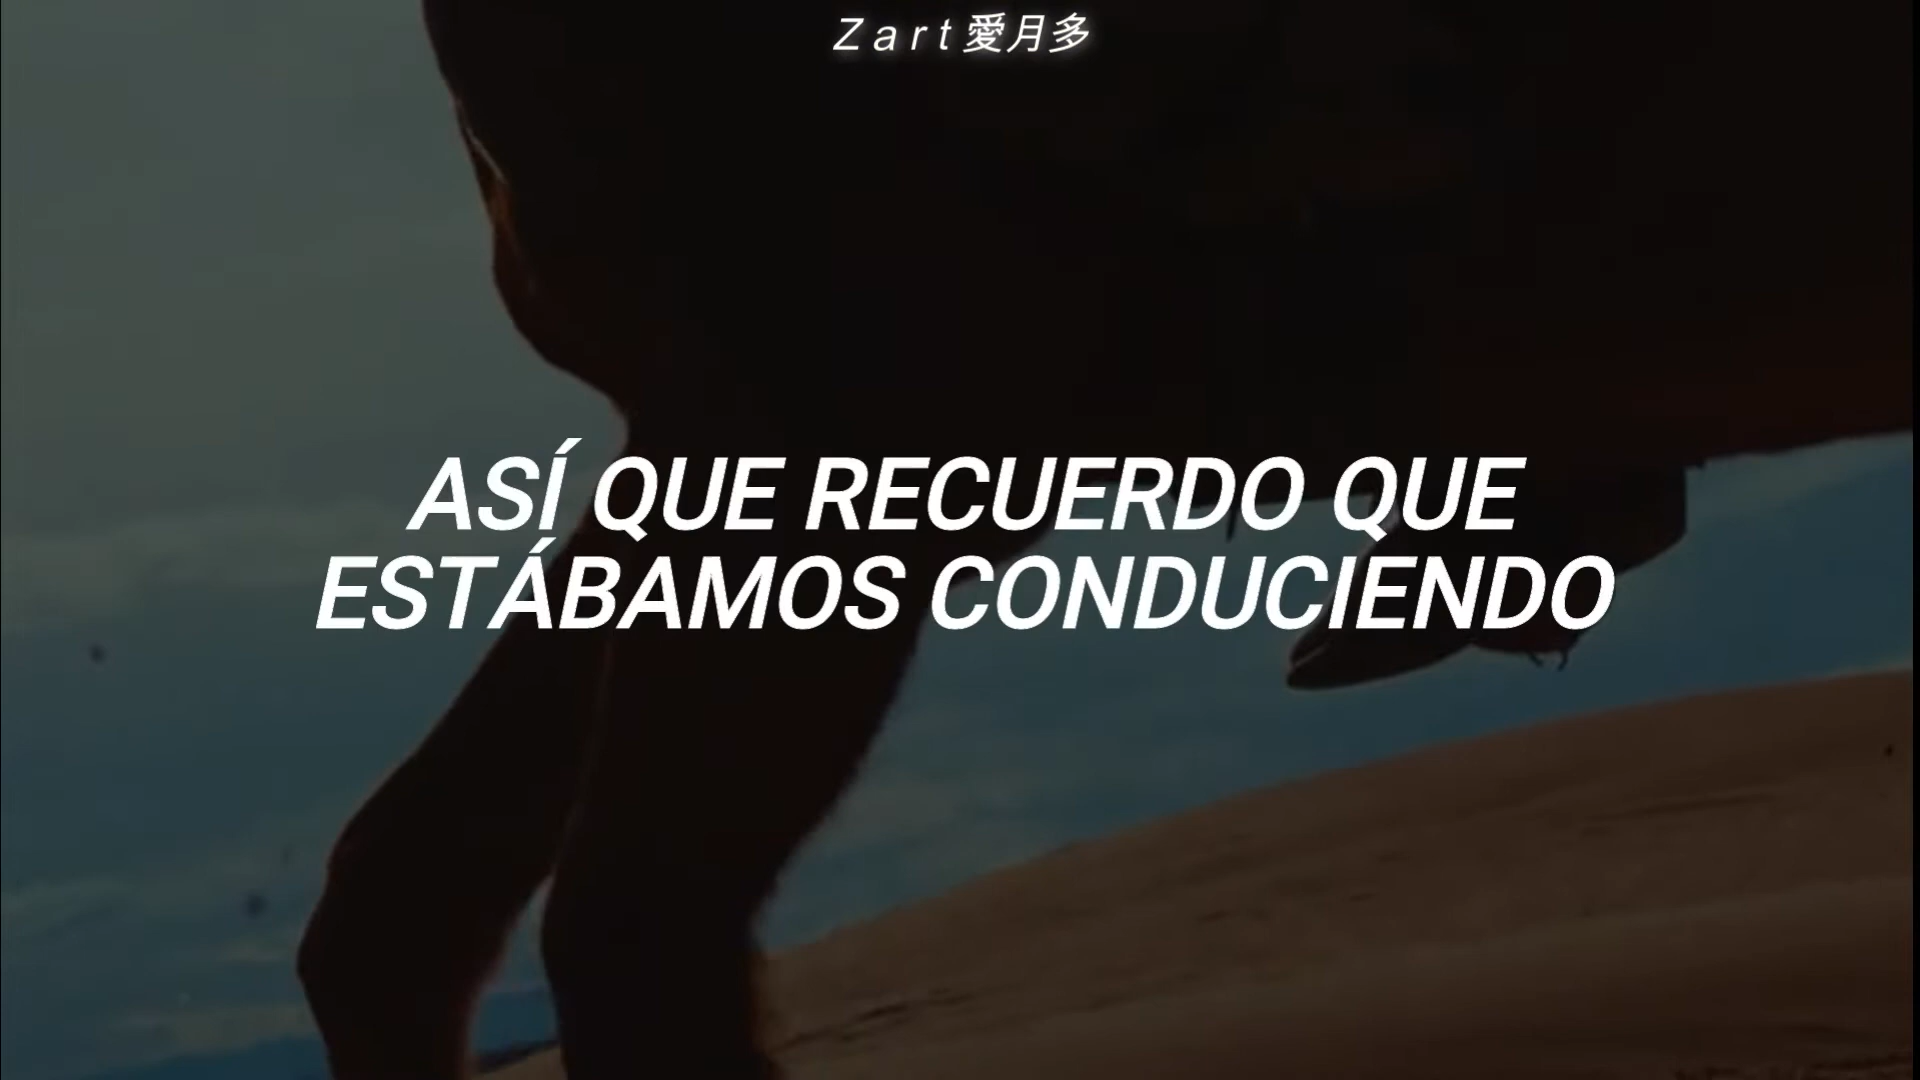 Zart愛月多
ASÍ QUE RECUERDO QUE
ESTÁBAMOS CONDUCIENDO